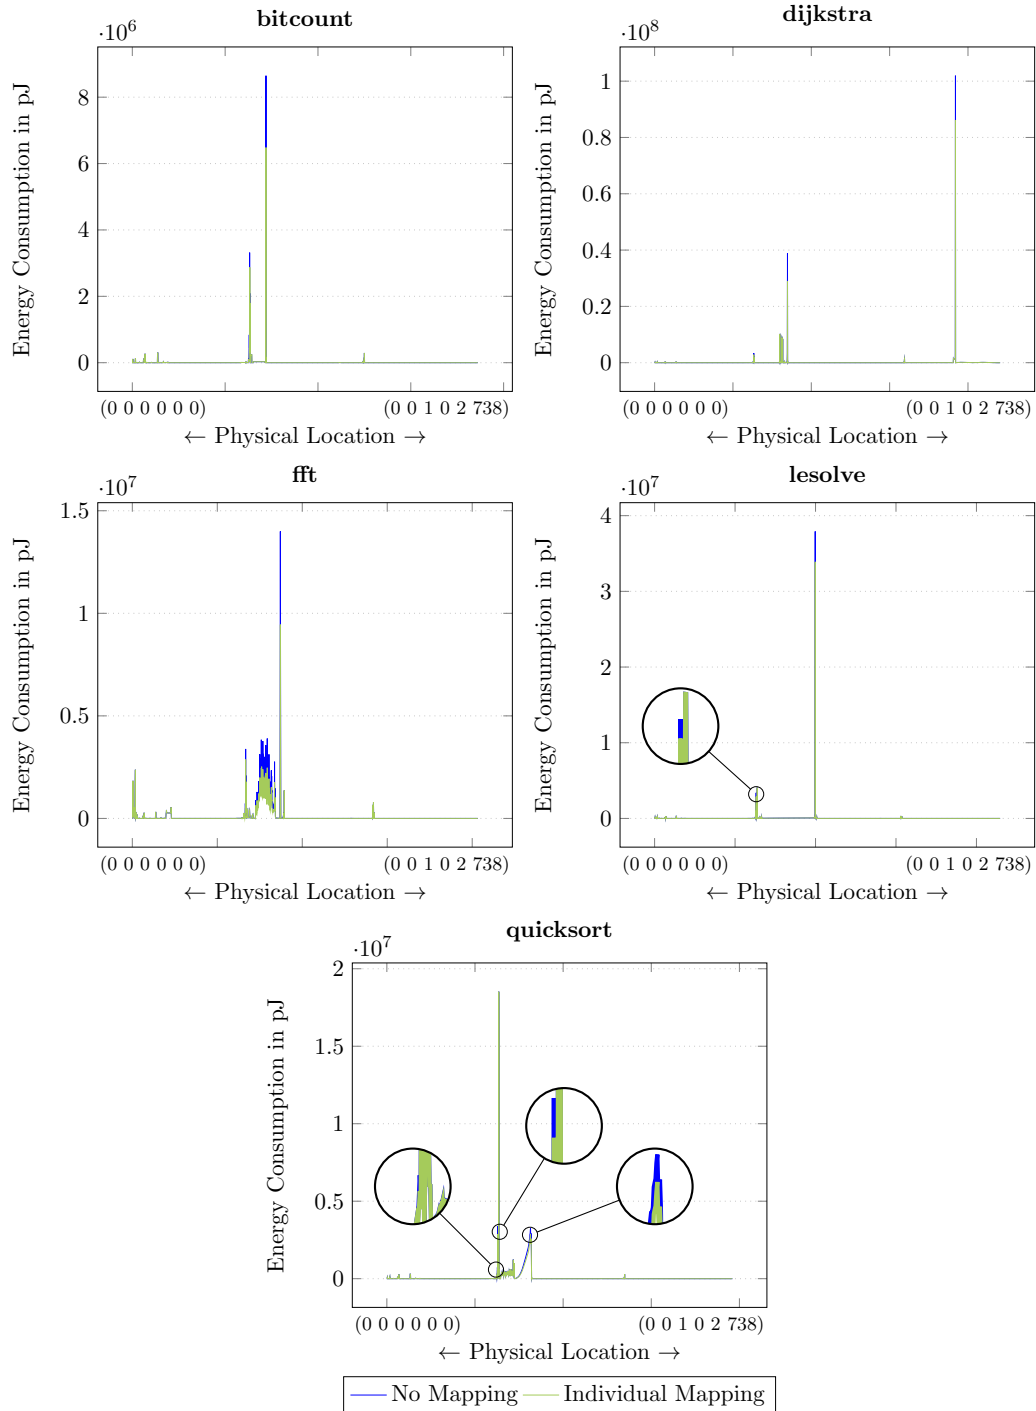 bitcount
·10^6
8
6
4
2
0
Energy Consumption in pJ
(0 0 0 0 0 0)
(0 0 1 0 2 738)
← Physical Location →
dijkstra
·10^8
1
0.8
0.6
0.4
0.2
0
Energy Consumption in pJ
(0 0 0 0 0 0)
(0 0 1 0 2 738)
← Physical Location →
fft
·10^7
1.5
1
0.5
0
Energy Consumption in pJ
(0 0 0 0 0 0)
(0 0 1 0 2 738)
← Physical Location →
lesolve
·10^7
4
3
2
1
0
Energy Consumption in pJ
(0 0 0 0 0 0)
(0 0 1 0 2 738)
← Physical Location →
quicksort
·10^7
2
1.5
1
0.5
0
Energy Consumption in pJ
(0 0 0 0 0 0)
(0 0 1 0 2 738)
← Physical Location →
No Mapping
Individual Mapping